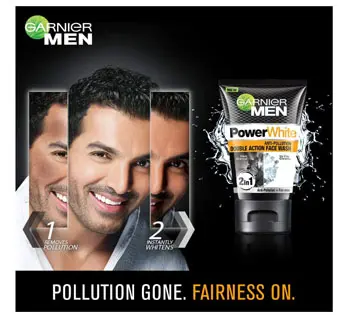 GARNIER
MEN
GARNIER
MEN
PowerWhite
ANTI-POLLUTION
DOUBLE ACTION FACE WASH
2in1
1
REMOVES
POLLUTION
2
INSTANTLY
WHITENS
POLLUTION GONE. FAIRNESS ON.